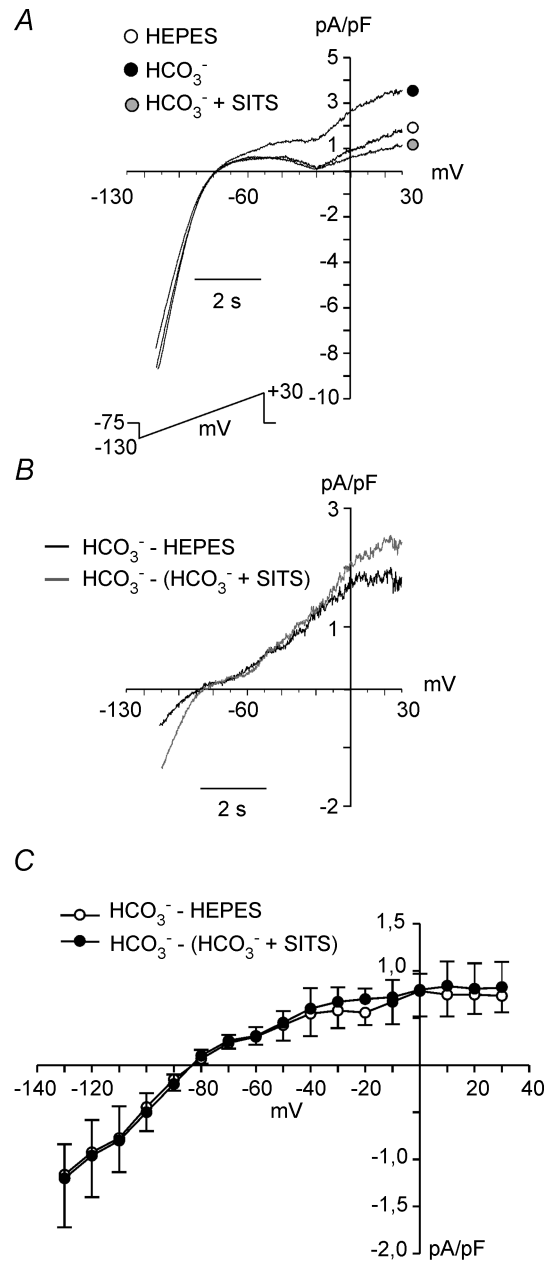 A
pA/pF
HEPES
HCO3-
HCO3- + SITS
5
3
1
mV
-130
-60
30
-2
-4
-6
-8
-10
2 s
-75
-130
+30
mV
B
pA/pF
3
HCO3- - HEPES
HCO3- - (HCO3- + SITS)
1
mV
-130
-60
30
2 s
-2
C
HCO3- - HEPES
HCO3- - (HCO3- + SITS)
1,5
1,0
-140 -120 -100 -80 -60 -40 -20 20 40
mV
-1,0
-1,5
-2,0
pA/pF